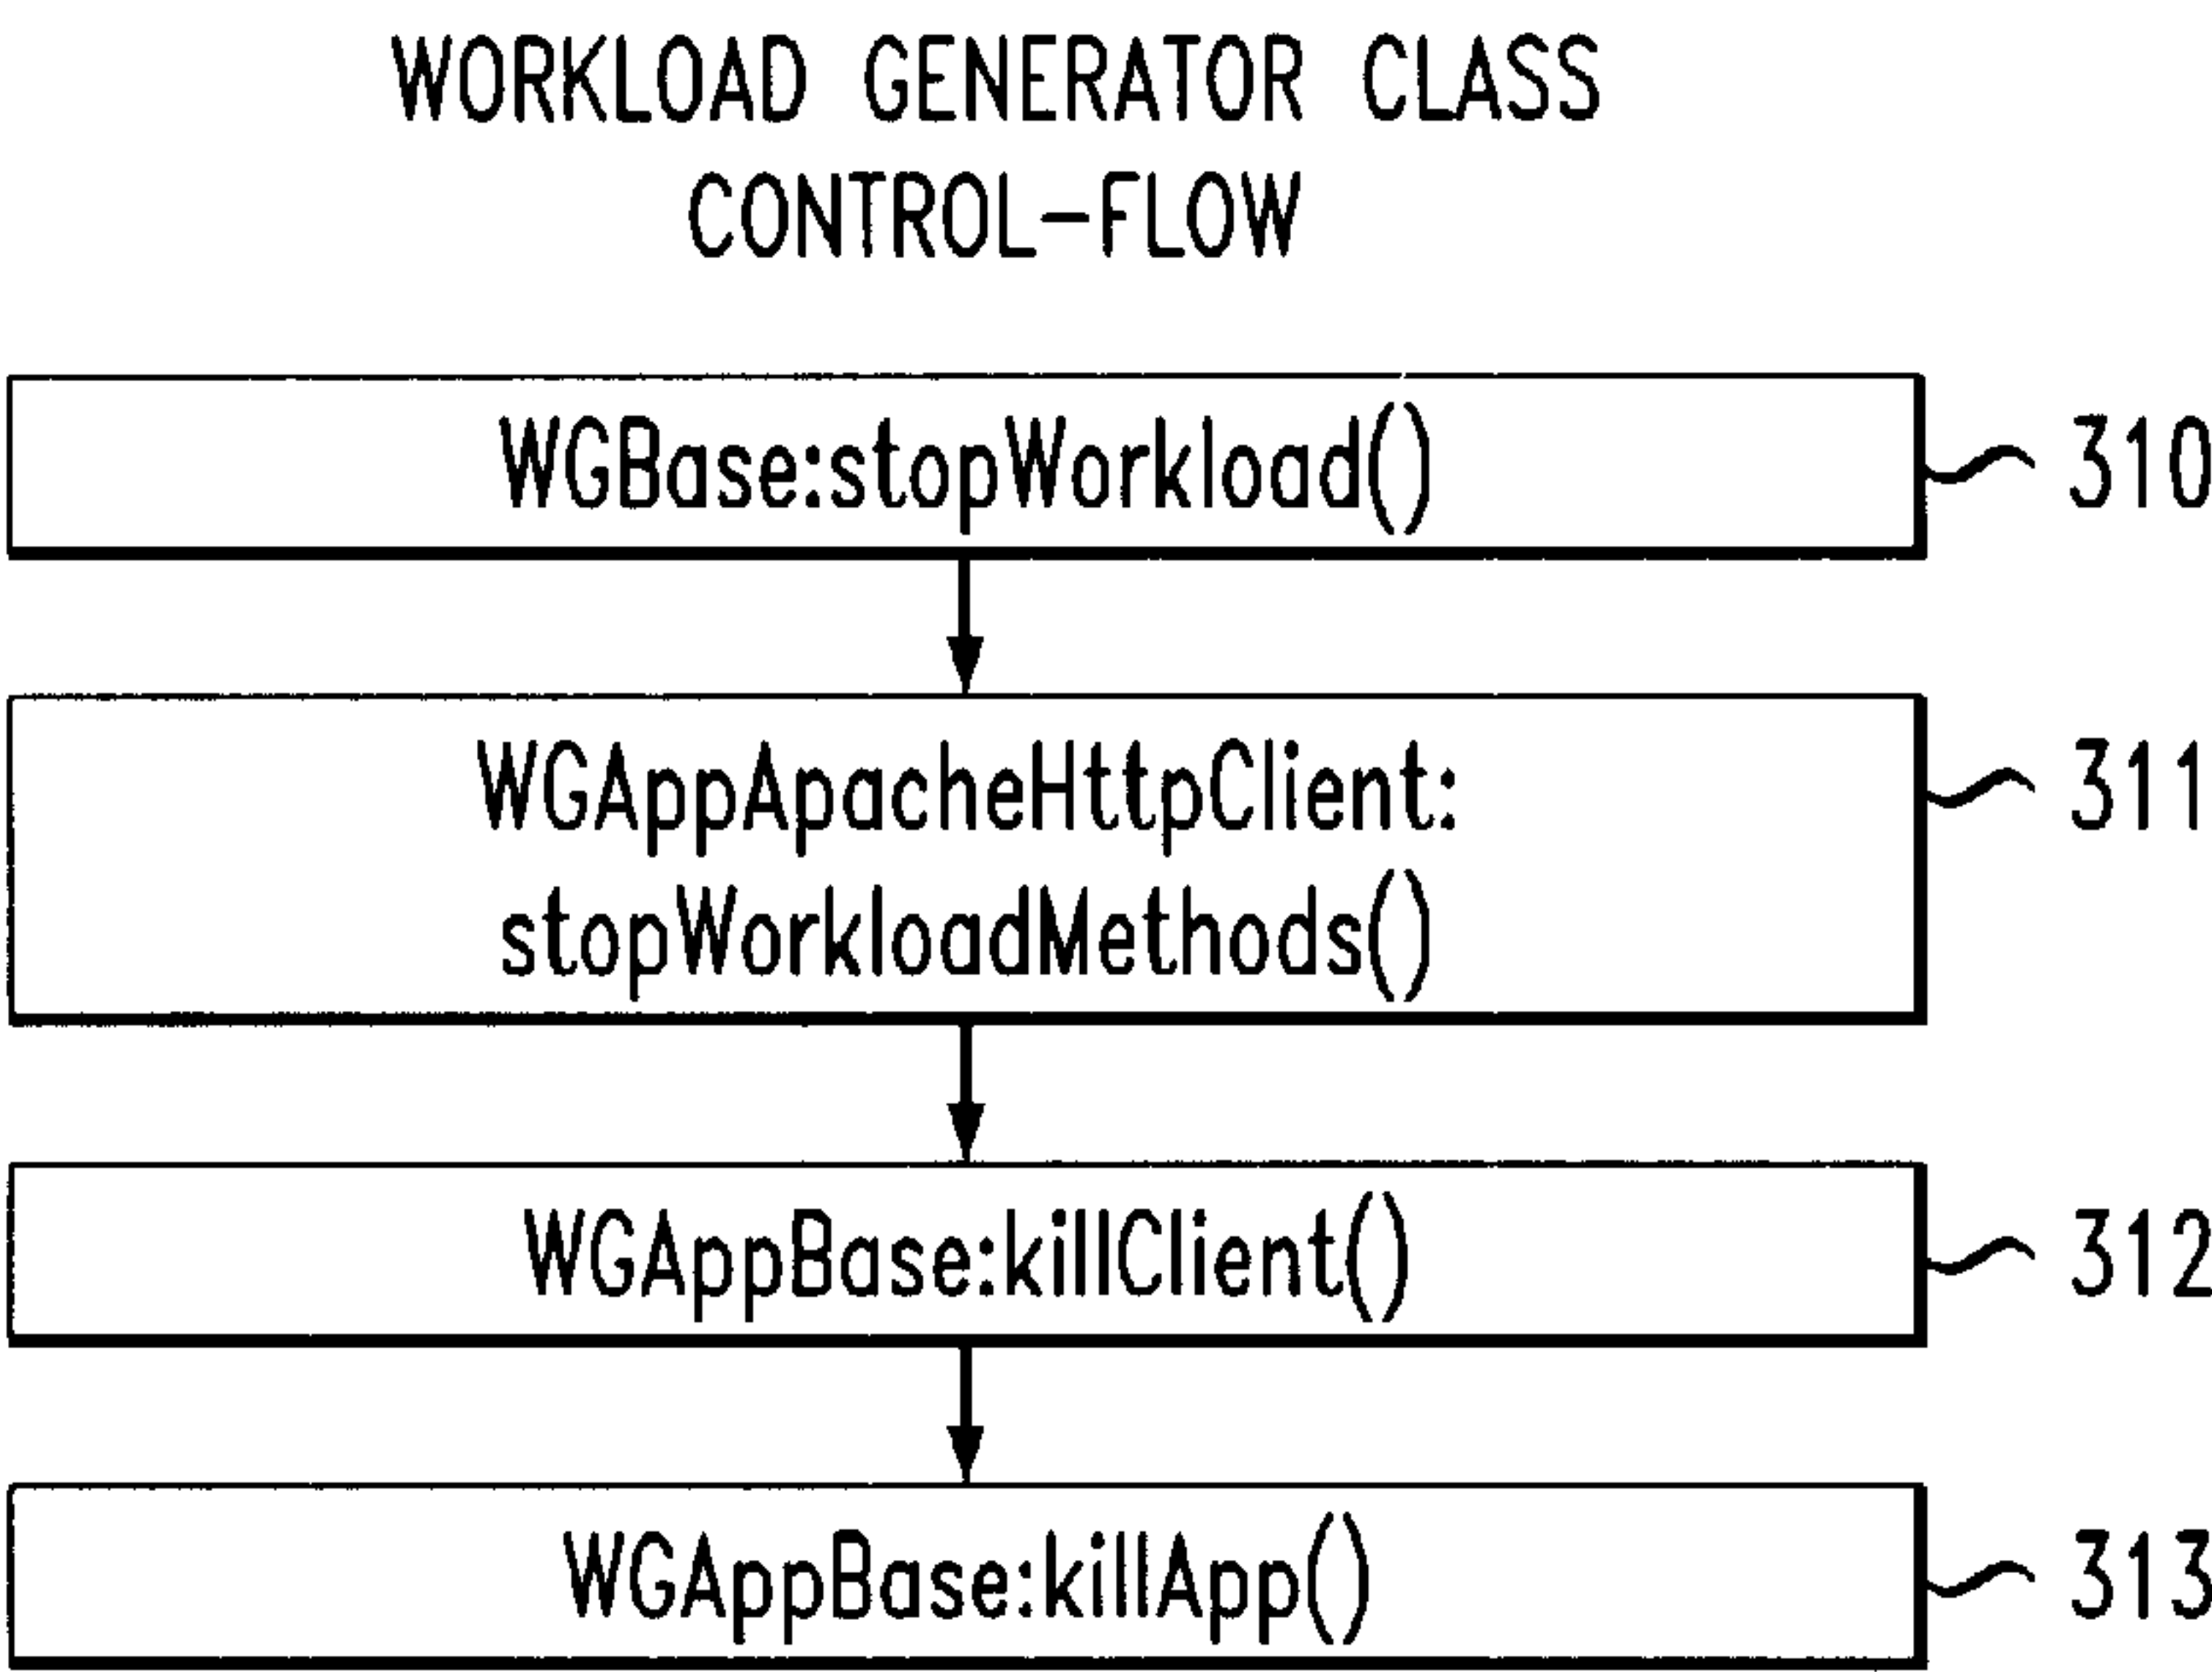 WORKLOAD GENERATOR CLASS
CONTROL-FLOW
WGBase:stopWorkload()
310
WGAppApacheHttpClient:
stopWorkloadMethods()
311
WGAppBase:killClient()
312
WGAppBase:killApp()
313